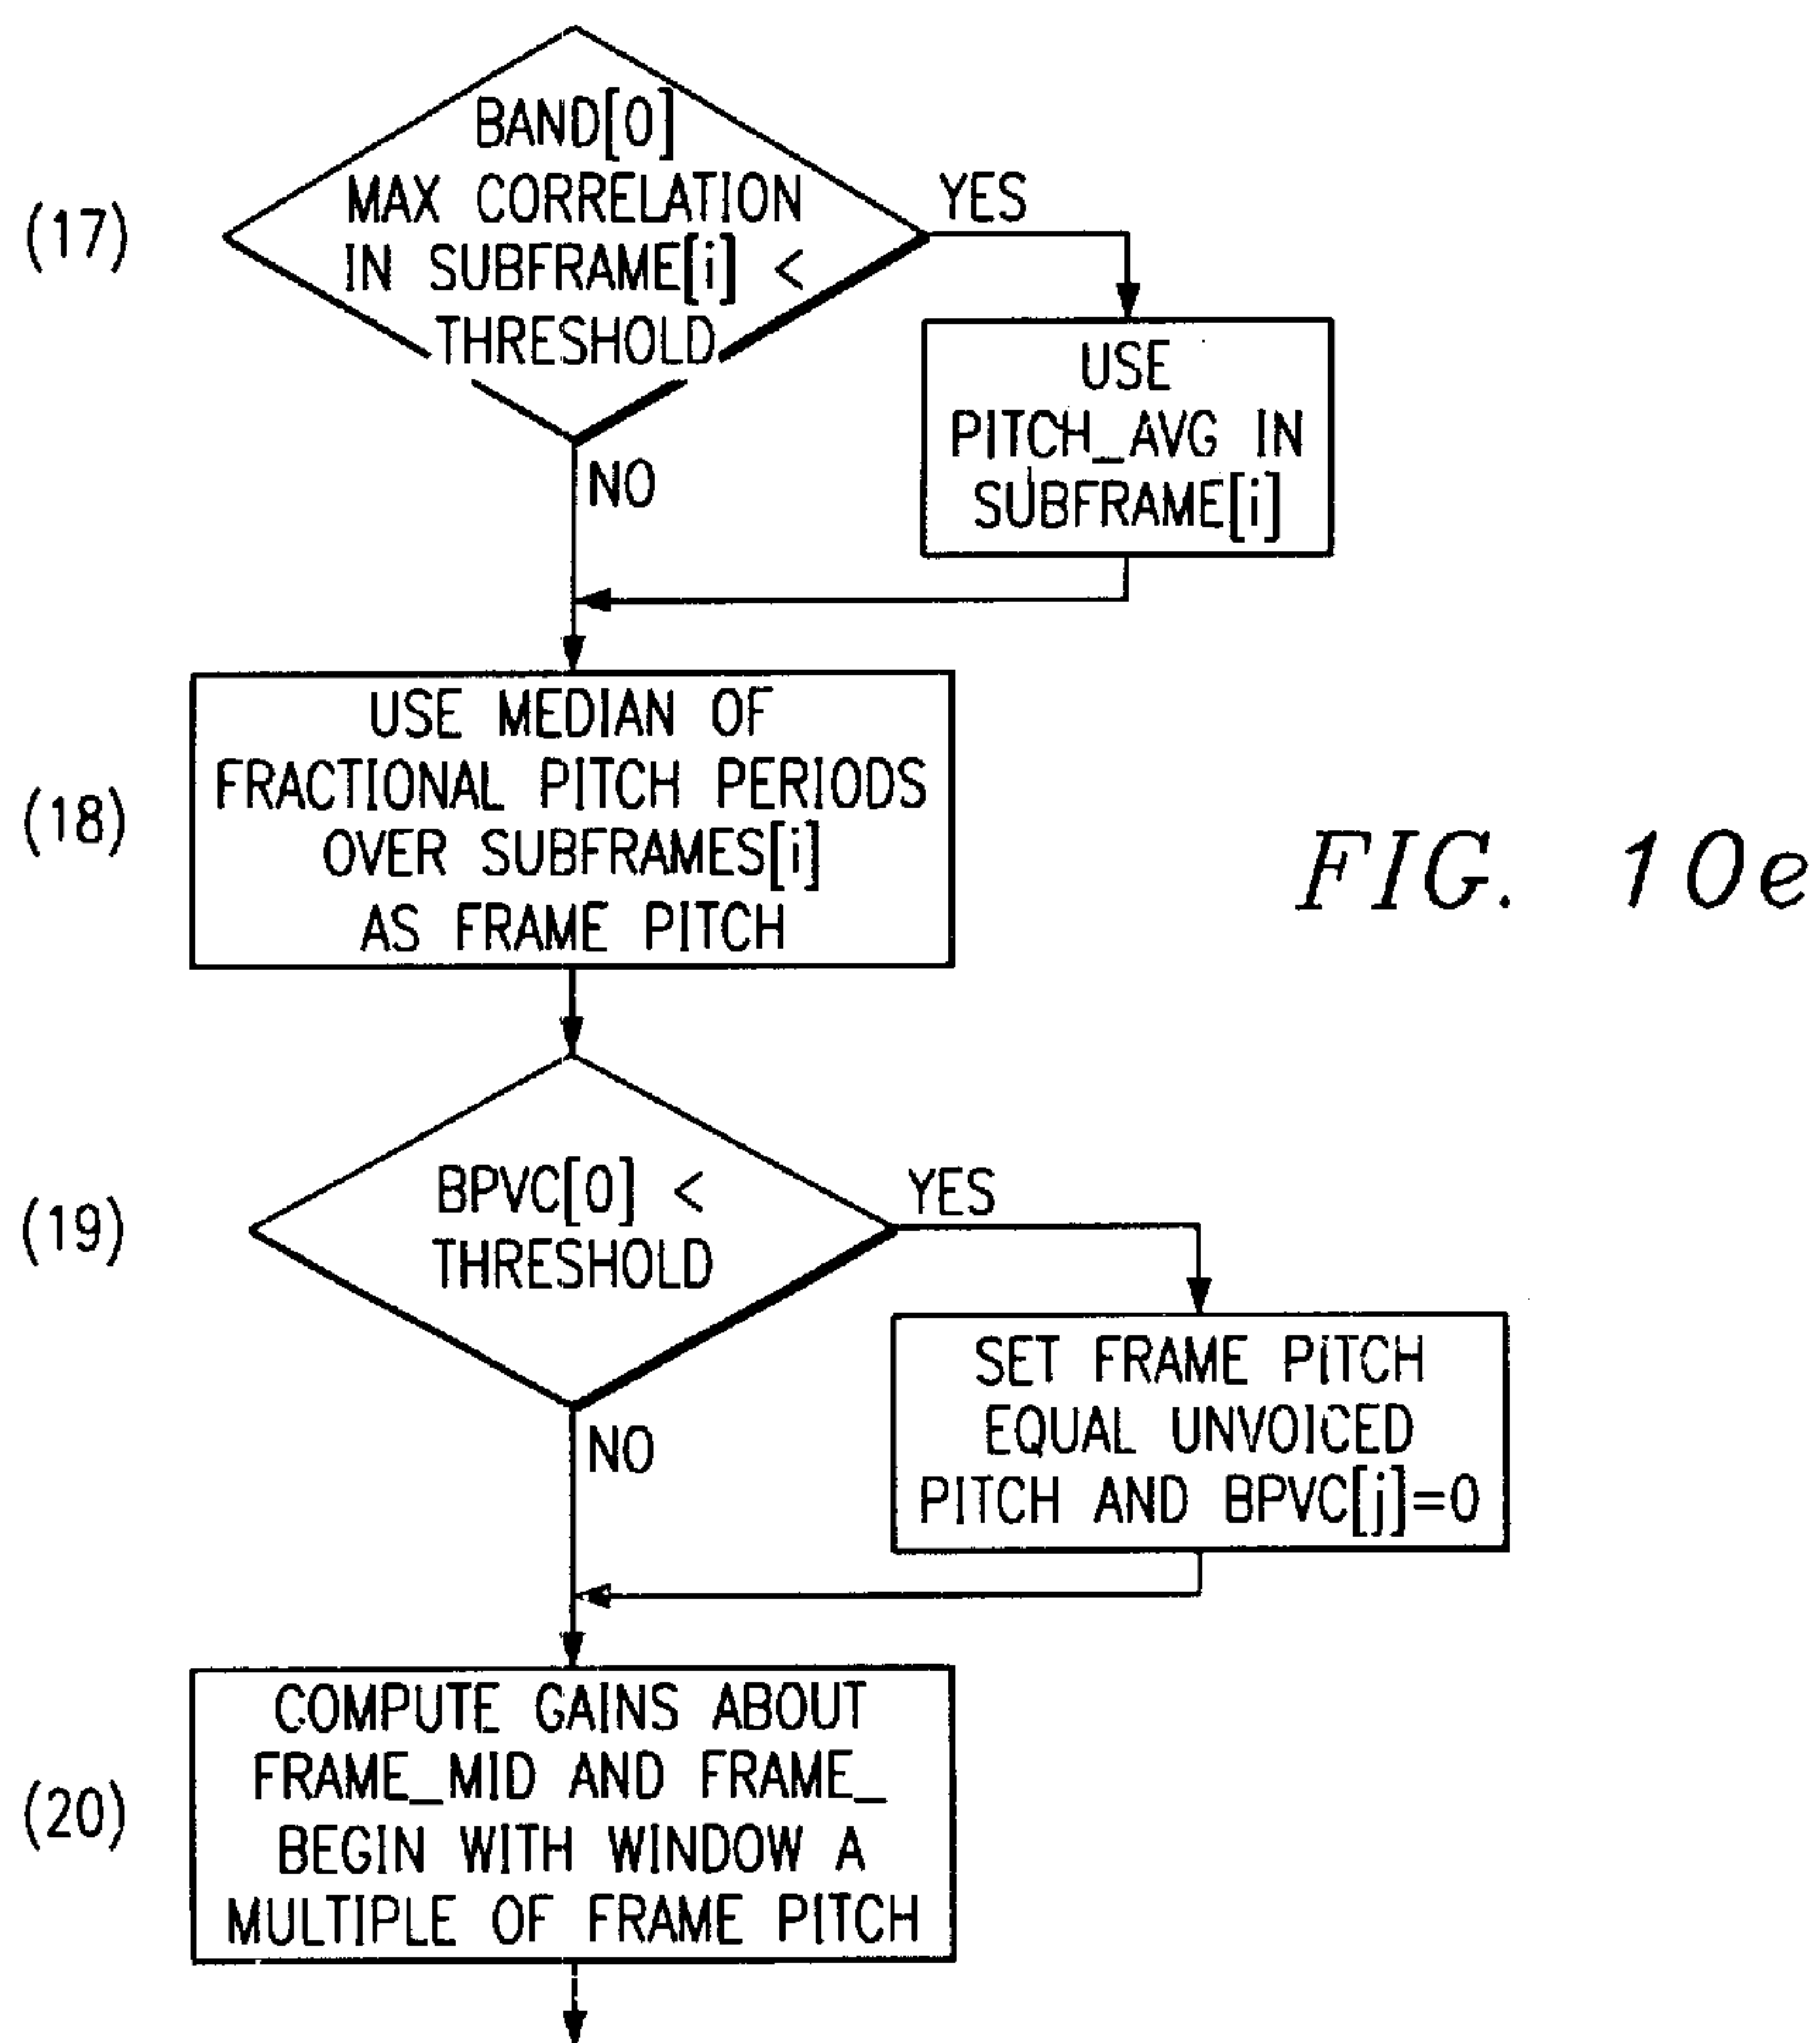 BAND[0]
MAX CORRELATION
IN SUBFRAME[i] <
THRESHOLD
(17)
YES
NO
USE
PITCH_AVG IN
SUBFRAME[i]
(18)
USE MEDIAN OF
FRACTIONAL PITCH PERIODS
OVER SUBFRAMES[i]
AS FRAME PITCH
FIG. 10e
(19)
BPVC[0] <
THRESHOLD
YES
NO
SET FRAME PITCH
EQUAL UNVOICED
PITCH AND BPVC[j]=0
(20)
COMPUTE GAINS ABOUT
FRAME_MID AND FRAME_
BEGIN WITH WINDOW A
MULTIPLE OF FRAME PITCH